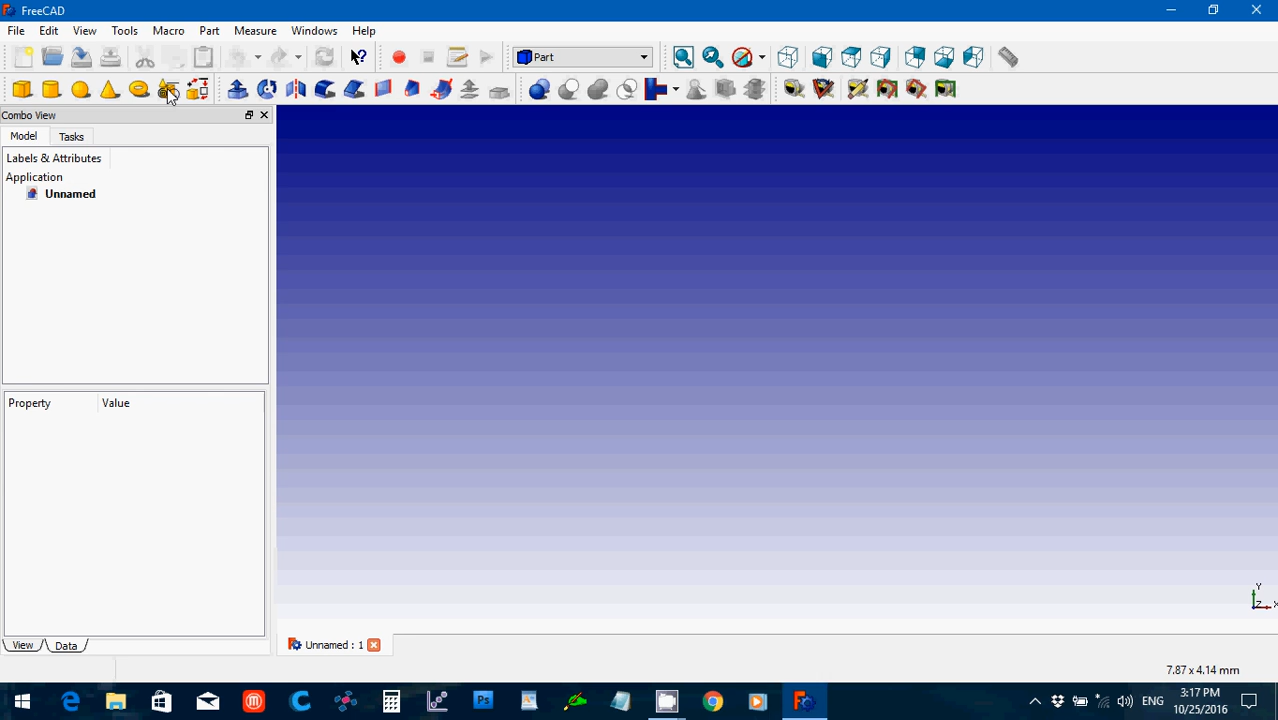 FreeCAD
File Edit View Tools Macro Part Measure Windows Help
Part
Combo View
Model Tasks
Labels & Attributes
Application
Unnamed
Property Value
View Data
Unnamed : 1
Y
Z X
7.87 x 4.14 mm
ENG
3:17 PM
10/25/2016